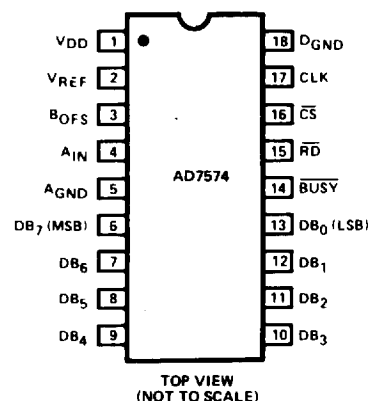 VDD 1 18 DGND
VREF 2 17 CLK
BOFS 3 16 CS
AIN 4 15 RD
AGND 5 AD7574 14 BUSY
DB7 (MSB) 6 13 DB0 (LSB)
DB6 7 12 DB1
DB5 8 11 DB2
DB4 9 10 DB3
TOP VIEW
(NOT TO SCALE)